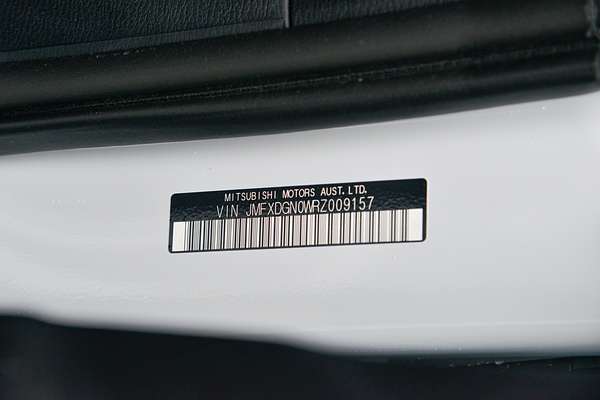 MITSUBISHI MOTORS AUST. LTD.
VIN JMFXDGN0WRZ009157